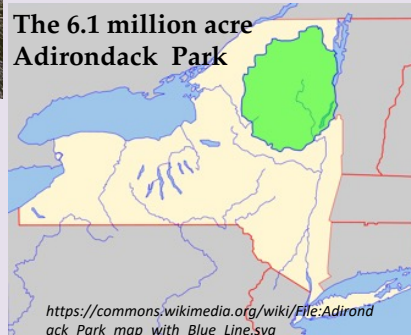 The 6.1 million acre
Adirondack Park
https://commons.wikimedia.org/wiki/File:Adirond
ack_Park_map_with_Blue_Line.svg